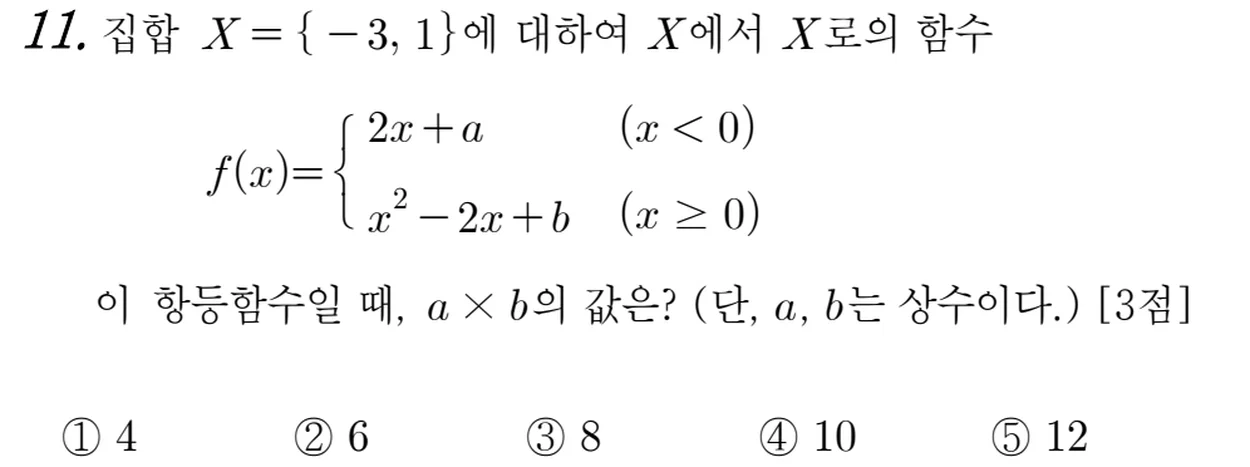 11. 집합 X = { -3, 1}에 대하여 X에서 X로의 함수
f(x)= { 2x+a (x < 0)
x² - 2x + b (x ≥ 0)
이 항등함수일 때, a × b의 값은? (단, a, b는 상수이다.) [3점]
① 4 ② 6 ③ 8 ④ 10 ⑤ 12